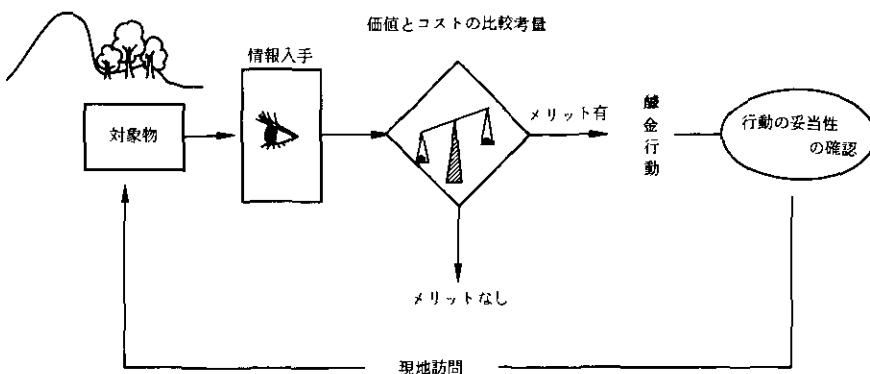 価値とコストの比較考量
情報入手
対象物
メリット有
醵金行動
行動の妥当性
の確認
メリットなし
現地訪問